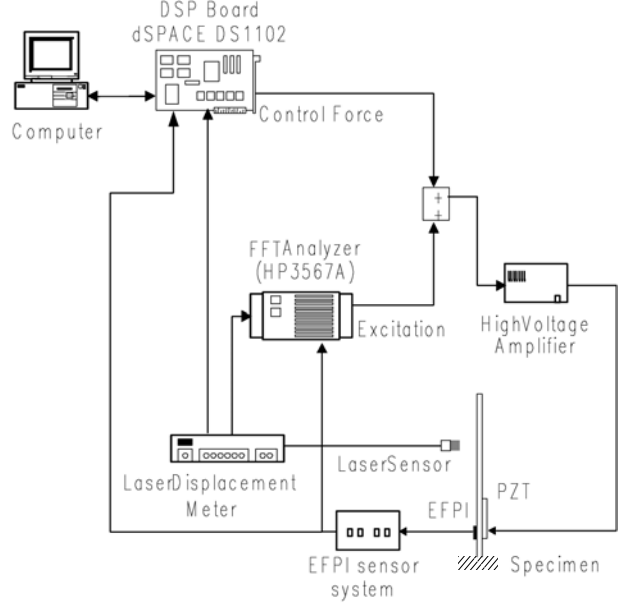 DSP Board
dSPACE DS1102
Computer
Control Force
+
+
FFTAnalyzer
(HP3567A)
Excitation
HighVoltage
Amplifier
LaserSensor
LaserDisplacement
Meter
PZT
EFPI
EFPI sensor
system
Specimen